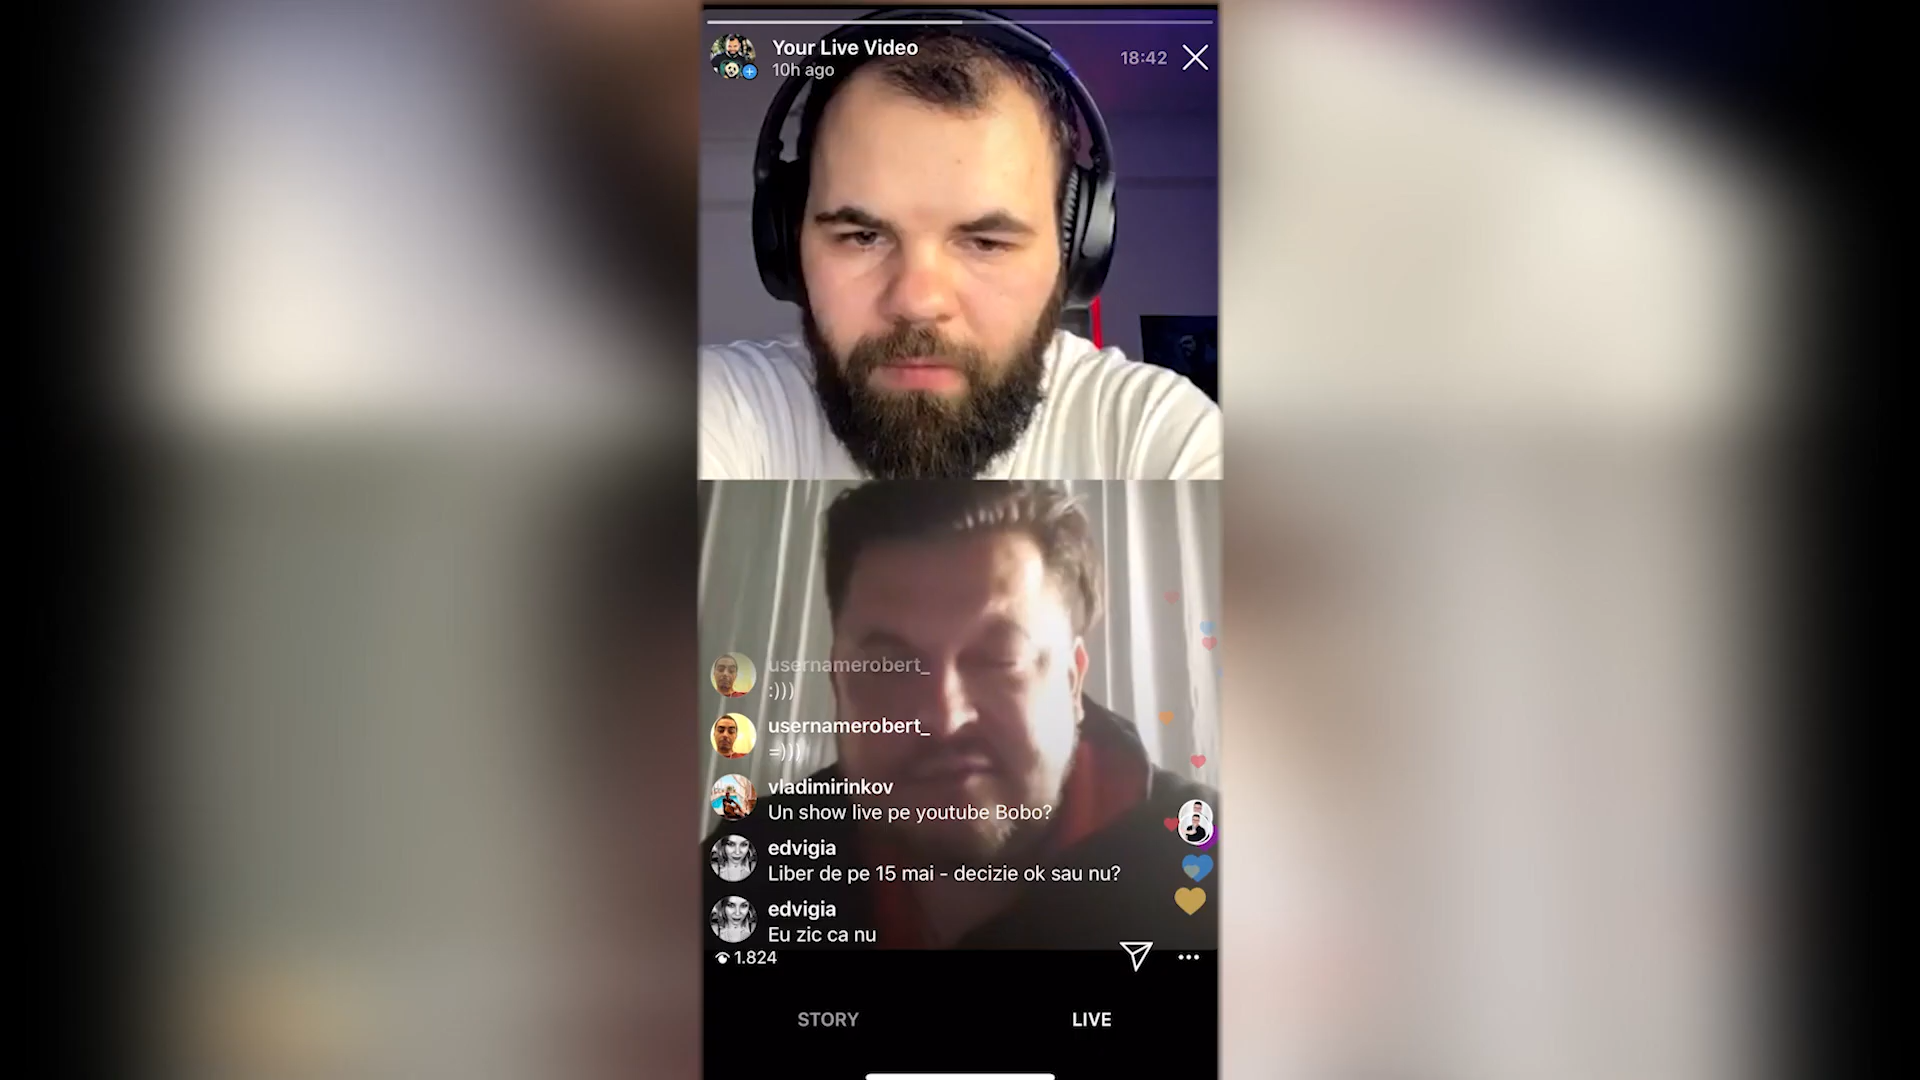 Your Live Video
10h ago
18:42
usernamerobert_
:)))
usernamerobert_
=)))
vladimirinkov
Un show live pe youtube Bobo?
edvigia
Liber de pe 15 mai - decizie ok sau nu?
edvigia
Eu zic ca nu
1.824
STORY
LIVE